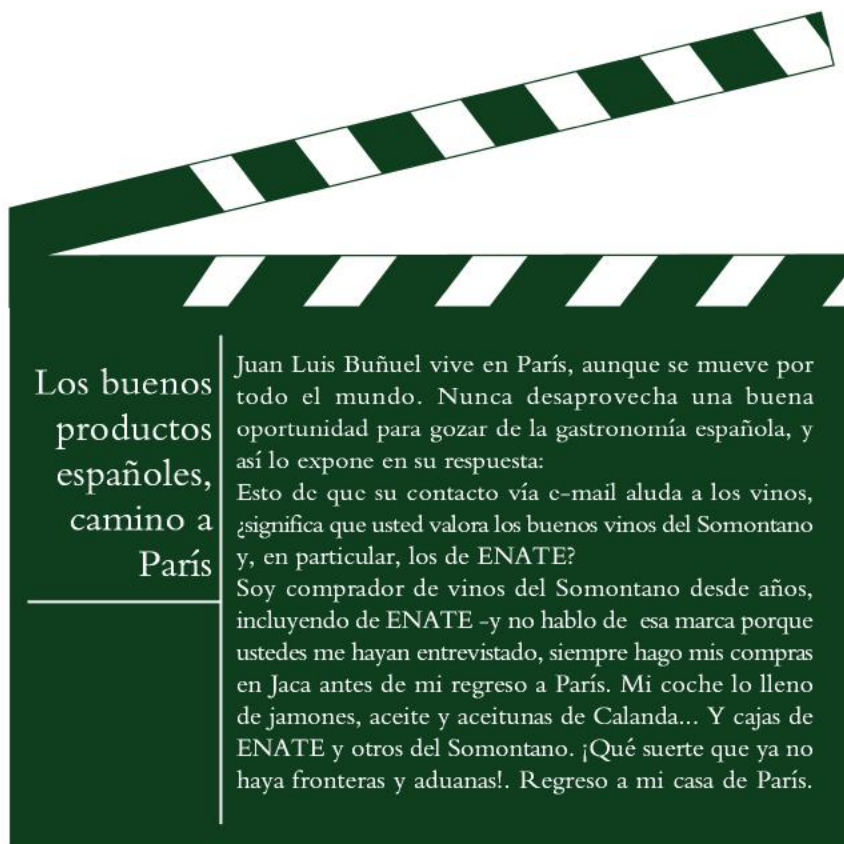 Los buenos
productos
españoles,
camino a
París
Juan Luis Buñuel vive en París, aunque se mueve por
todo el mundo. Nunca desaprovecha una buena
oportunidad para gozar de la gastronomía española, y
así lo expone en su respuesta:
Esto de que su contacto vía e-mail aluda a los vinos,
¿significa que usted valora los buenos vinos del Somontano
y, en particular, los de ENATE?
Soy comprador de vinos del Somontano desde años,
incluyendo de ENATE -y no hablo de esa marca porque
ustedes me hayan entrevistado, siempre hago mis compras
en Jaca antes de mi regreso a París. Mi coche lo lleno
de jamones, aceite y aceitunas de Calanda... Y cajas de
ENATE y otros del Somontano. ¡Qué suerte que ya no
haya fronteras y aduanas!. Regreso a mi casa de París.